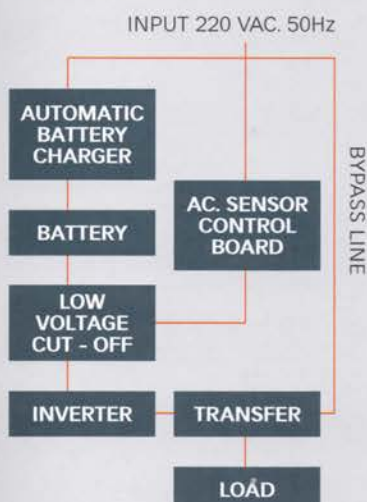 INPUT 220 VAC. 50Hz
AUTOMATIC
BATTERY
CHARGER
BYPASS LINE
AC. SENSOR
CONTROL
BOARD
BATTERY
LOW
VOLTAGE
CUT - OFF
INVERTER
TRANSFER
LOAD